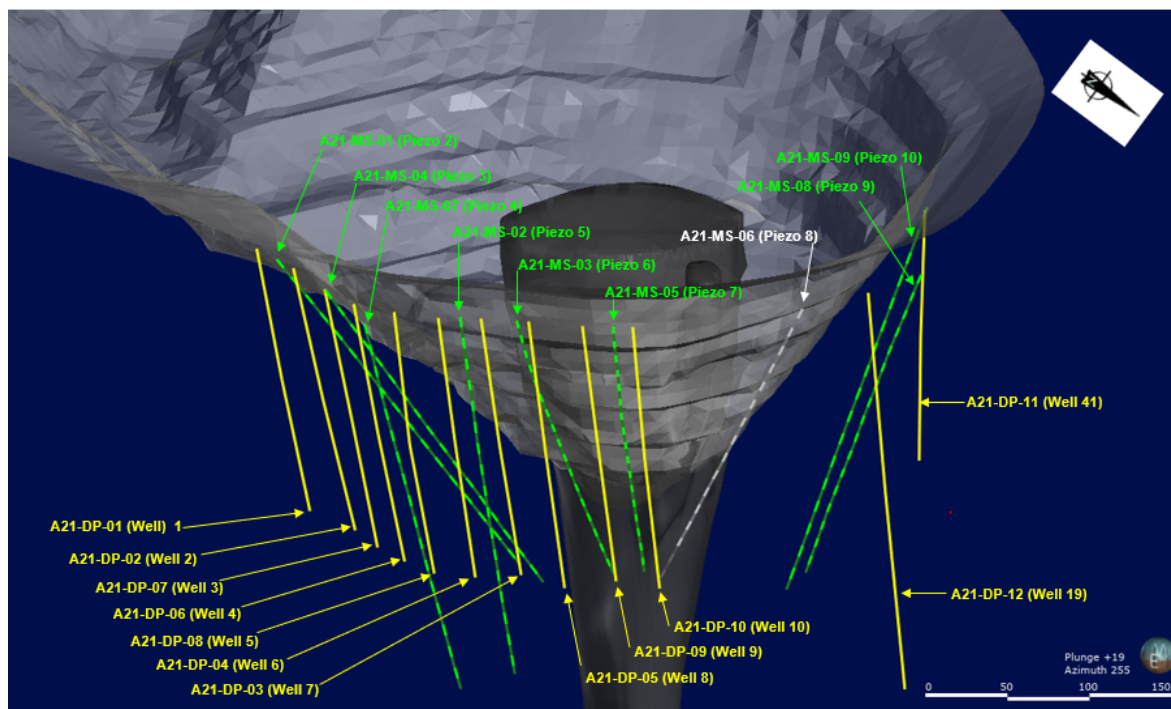 A21-MS-01 (Piezo 2)
A21-MS-04 (Piezo 3)
A21-MS-07 (Piezo 4)
A21-MS-02 (Piezo 5)
A21-MS-03 (Piezo 6)
A21-MS-05 (Piezo 7)
A21-MS-06 (Piezo 8)
A21-MS-09 (Piezo 10)
A21-MS-08 (Piezo 9)
A21-DP-11 (Well 41)
A21-DP-12 (Well 19)
A21-DP-01 (Well) 1
A21-DP-02 (Well 2)
A21-DP-07 (Well 3)
A21-DP-06 (Well 4)
A21-DP-08 (Well 5)
A21-DP-04 (Well 6)
A21-DP-03 (Well 7)
A21-DP-05 (Well 8)
A21-DP-09 (Well 9)
A21-DP-10 (Well 10)
Plunge +19
Azimuth 255
0 50 100 150
E